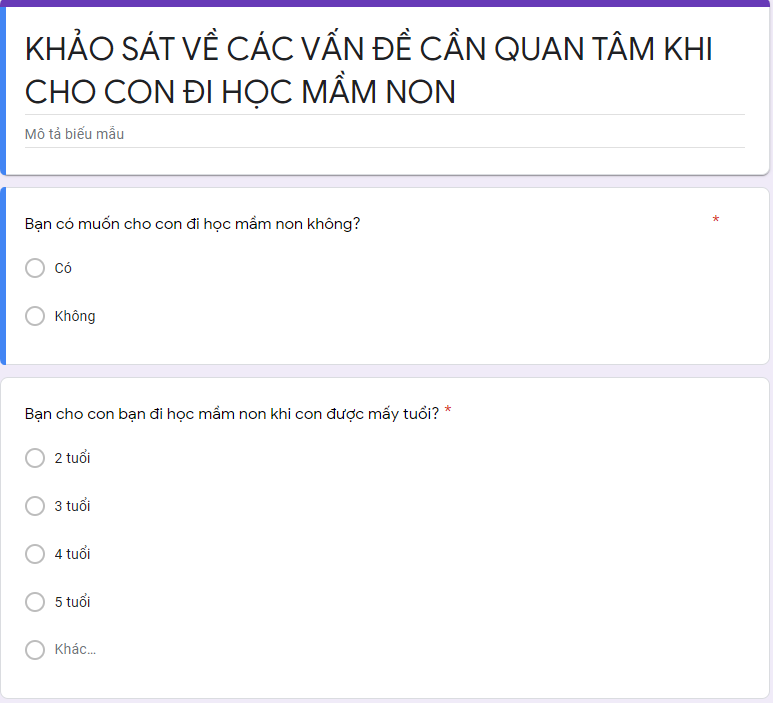 KHẢO SÁT VỀ CÁC VẤN ĐỀ CẦN QUAN TÂM KHI
CHO CON ĐI HỌC MẦM NON
Mô tả biểu mẫu
Bạn có muốn cho con đi học mầm non không? *
Có
Không
Bạn cho con bạn đi học mầm non khi con được mấy tuổi? *
2 tuổi
3 tuổi
4 tuổi
5 tuổi
Khác...